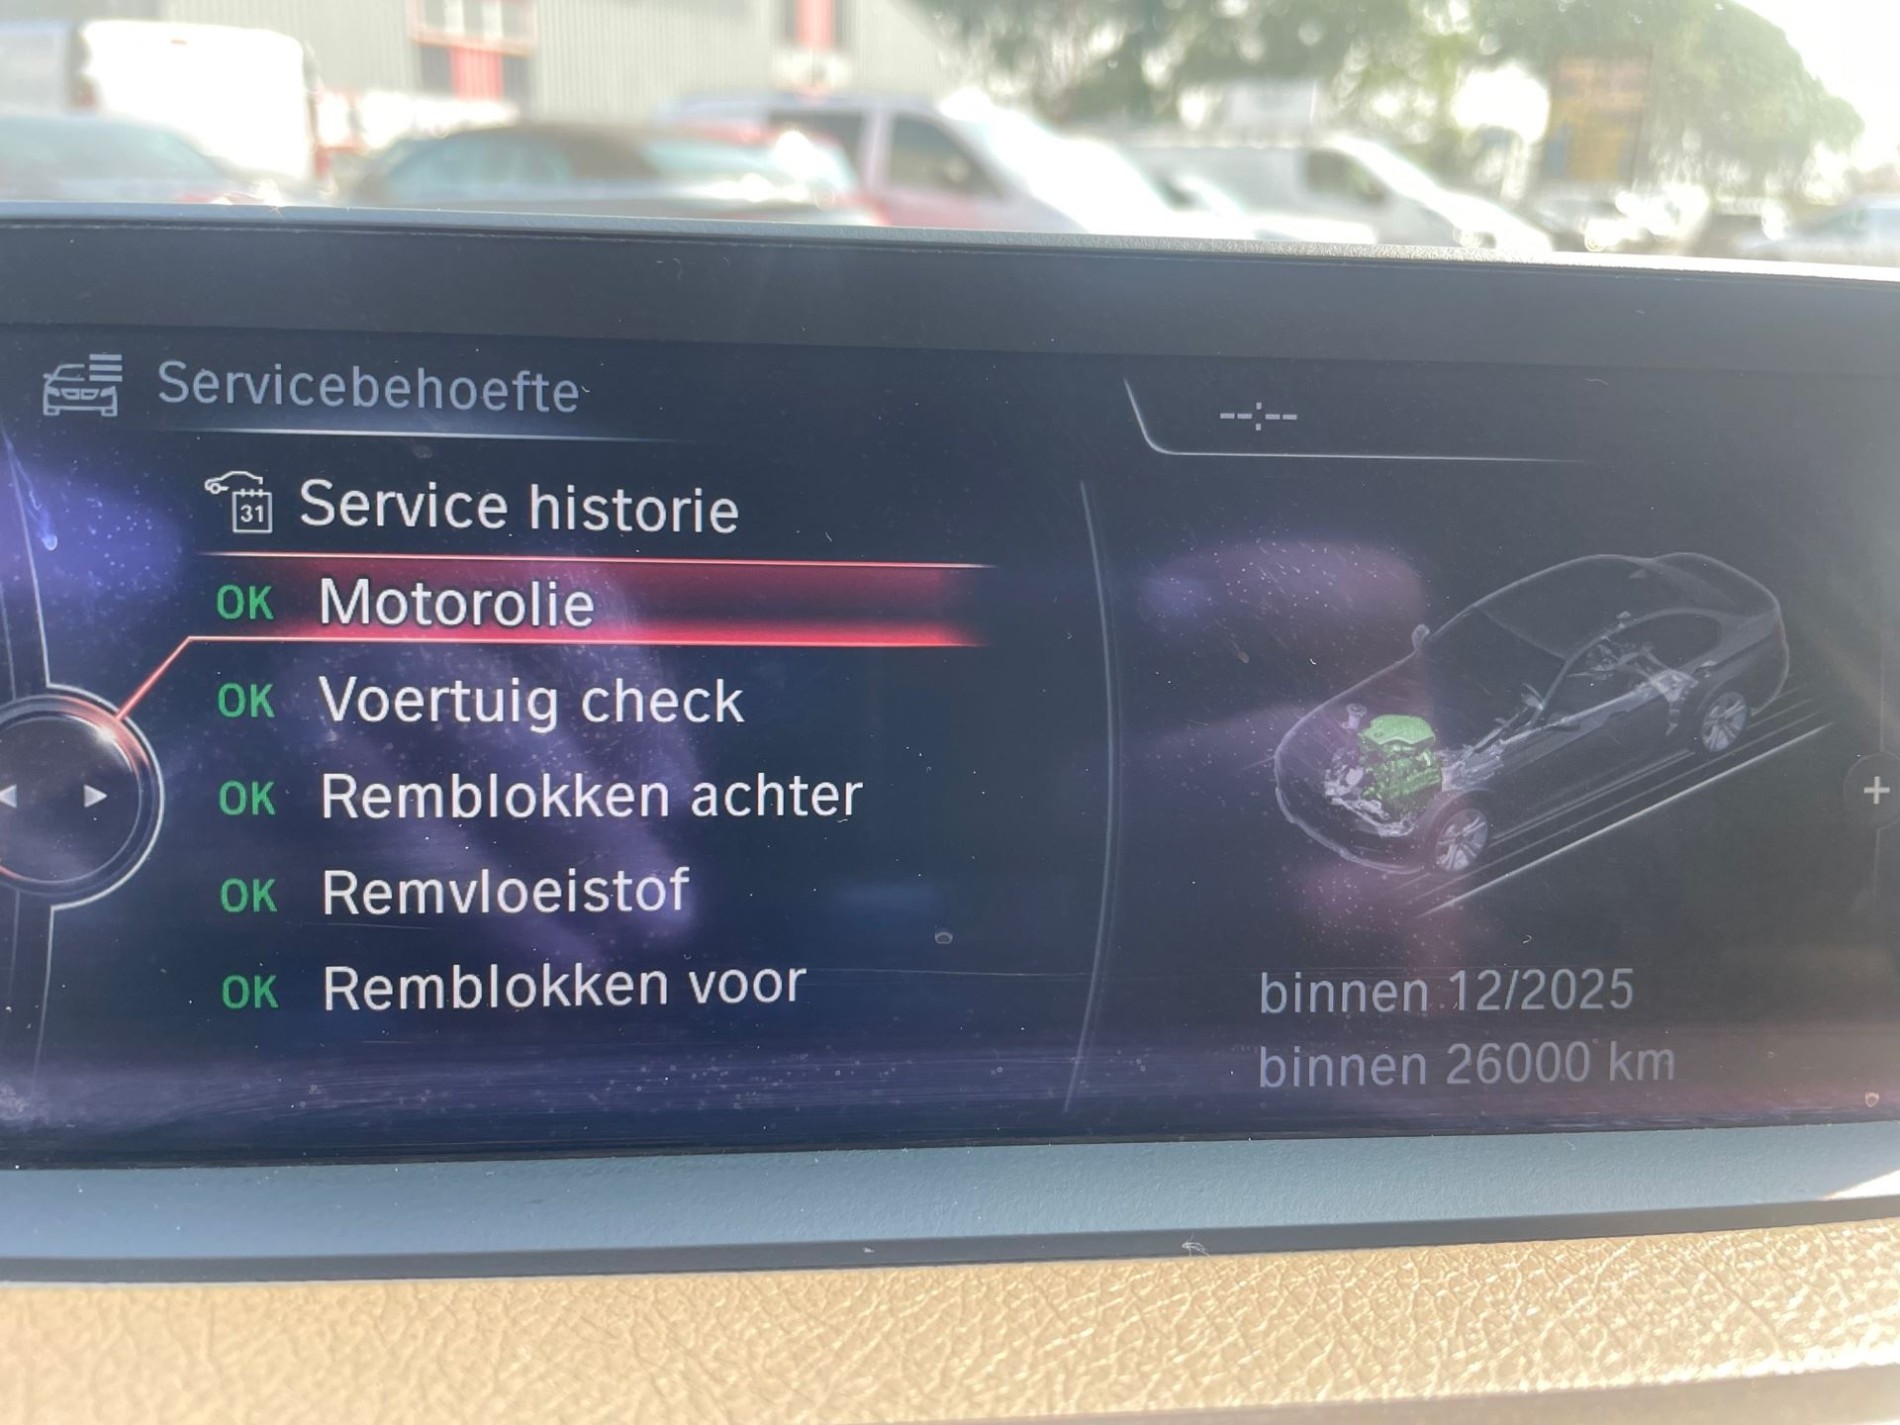 Servicebehoefte
--:--
31
Service historie
OK Motorolie
OK Voertuig check
OK Remblokken achter
OK Remvloeistof
OK Remblokken voor
binnen 12/2025
binnen 26000 km
+